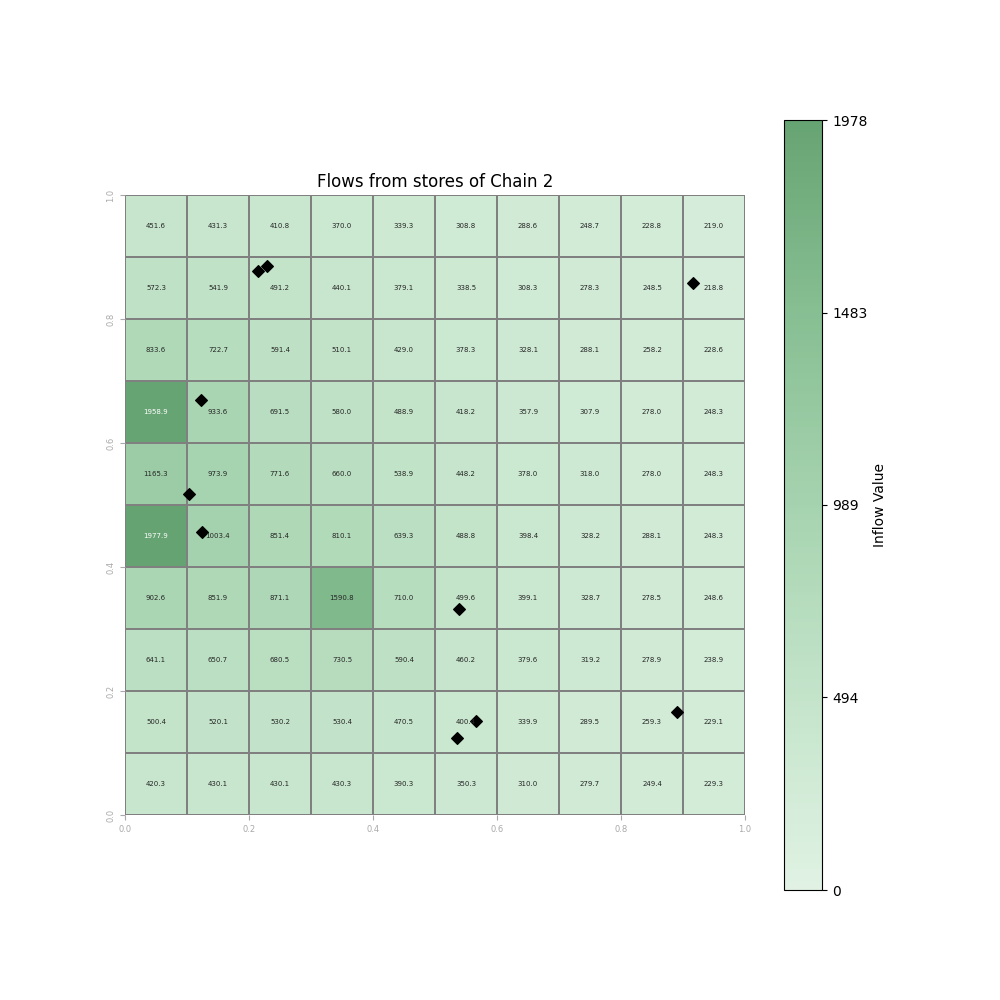 Flows from stores of Chain 2
1978
1483
989
494
0
Inflow Value
1.0
0.8
0.6
0.4
0.2
0.0
451.6 431.3 410.8 370.0 339.3 308.8 288.6 248.7 228.8 219.0
572.3 541.9 491.2 440.1 379.1 338.5 308.3 278.3 248.5 218.8
833.6 722.7 591.4 510.1 429.0 378.3 328.1 288.1 258.2 228.6
1958.9 933.6 691.5 580.0 488.9 418.2 357.9 307.9 278.0 248.3
1165.3 973.9 771.6 660.0 538.9 448.2 378.0 318.0 278.0 248.3
1977.9 1003.4 851.4 810.1 639.3 488.8 398.4 328.2 288.1 248.3
902.6 851.9 871.1 1590.8 710.0 499.6 399.1 328.7 278.5 248.6
641.1 650.7 680.5 730.5 590.4 460.2 379.6 319.2 278.9 238.9
500.4 520.1 530.2 530.4 470.5 339.9 289.5 259.3 229.1
420.3 430.1 430.1 430.3 390.3 350.3 310.0 279.7 249.4 229.3
0.0 0.2 0.4 0.6 0.8 1.0